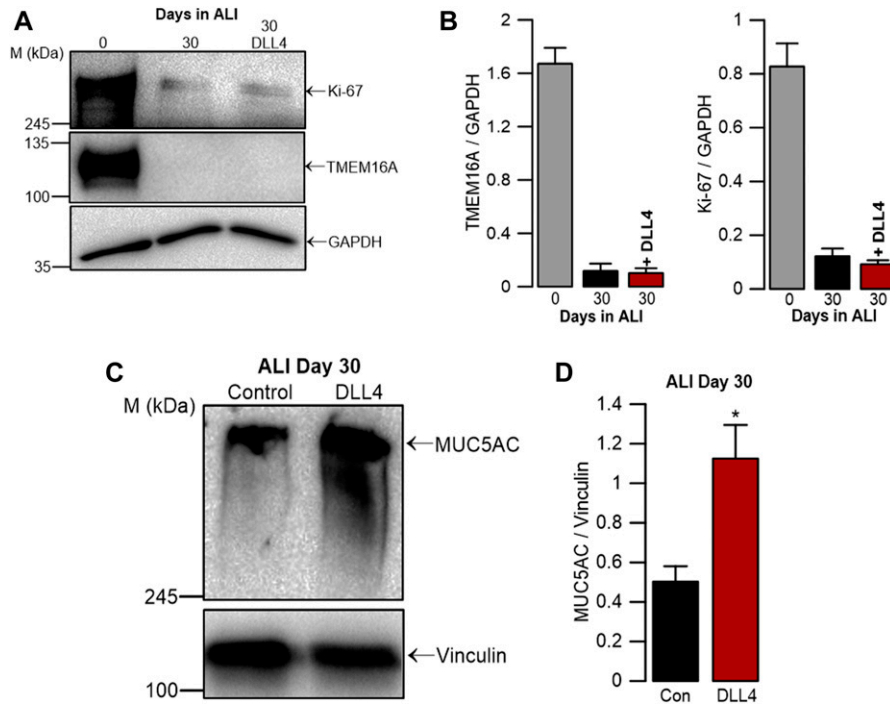 A
Days in ALI
M (kDa)
0
30
30
DLL4
←Ki-67
245
135
←TMEM16A
100
←GAPDH
35
B
TMEM16A / GAPDH
2
1.6
1.2
0.8
0.4
0
+ DLL4
0
30
30
Days in ALI
Ki-67 / GAPDH
1
0.8
0.6
0.4
0.2
0
+ DLL4
0
30
30
Days in ALI
C
ALI Day 30
Control
DLL4
M (kDa)
←MUC5AC
245
←Vinculin
100
D
ALI Day 30
MUC5AC / Vinculin
1.4
1.2
1
0.8
0.6
0.4
0.2
0
*
Con
DLL4